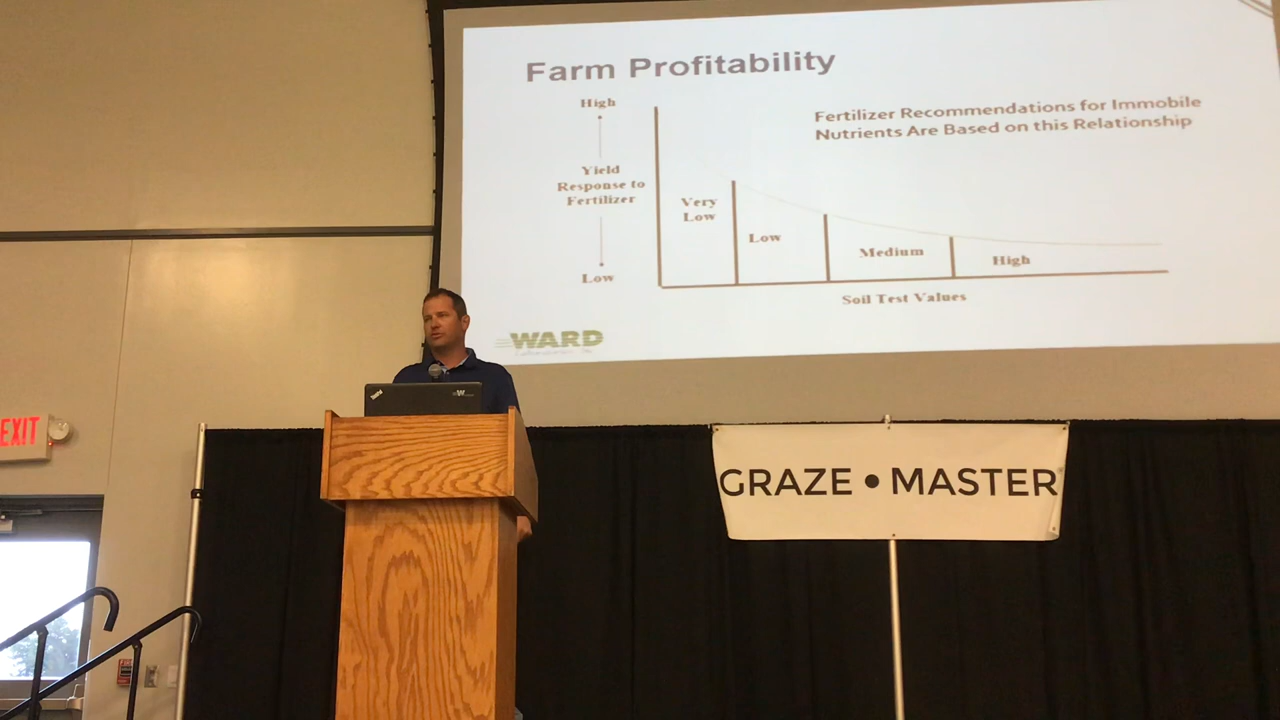 Farm Profitability
High
Fertilizer Recommendations for Immobile
Nutrients Are Based on this Relationship
Yield
Response to
Fertilizer
Low
Very
Low
Low
Medium
High
Soil Test Values
WARD
EXIT
GRAZE • MASTER